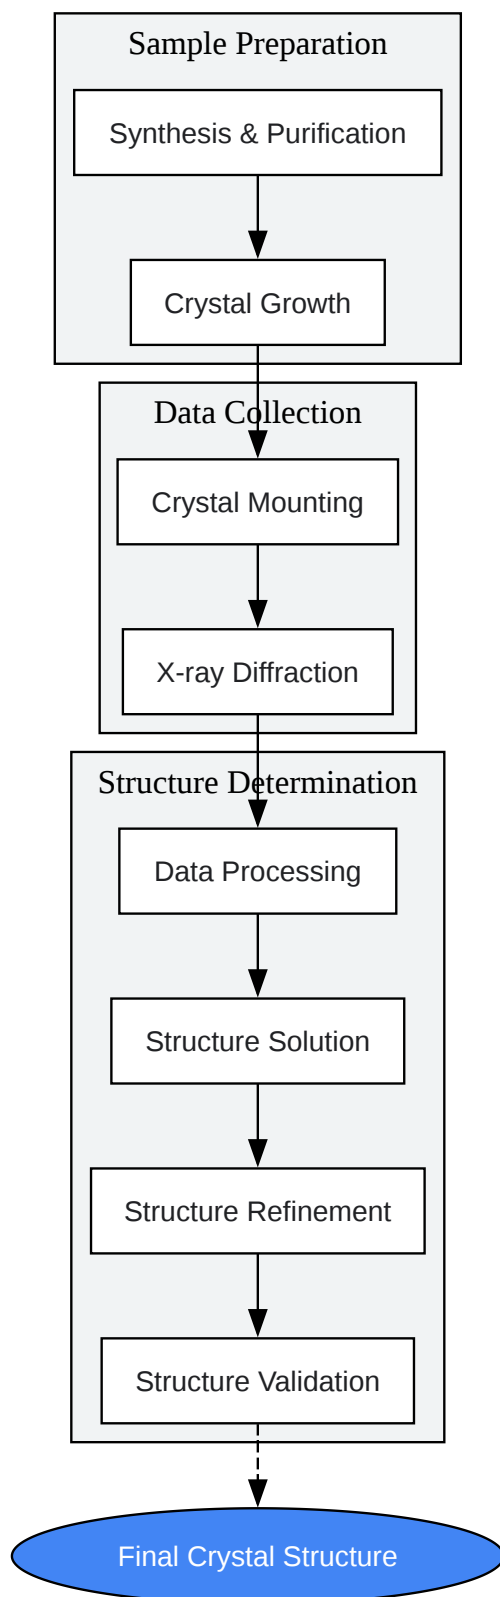 Sample Preparation
Synthesis & Purification
Crystal Growth
Data Collection
Crystal Mounting
X-ray Diffraction
Structure Determination
Data Processing
Structure Solution
Structure Refinement
Structure Validation
Final Crystal Structure